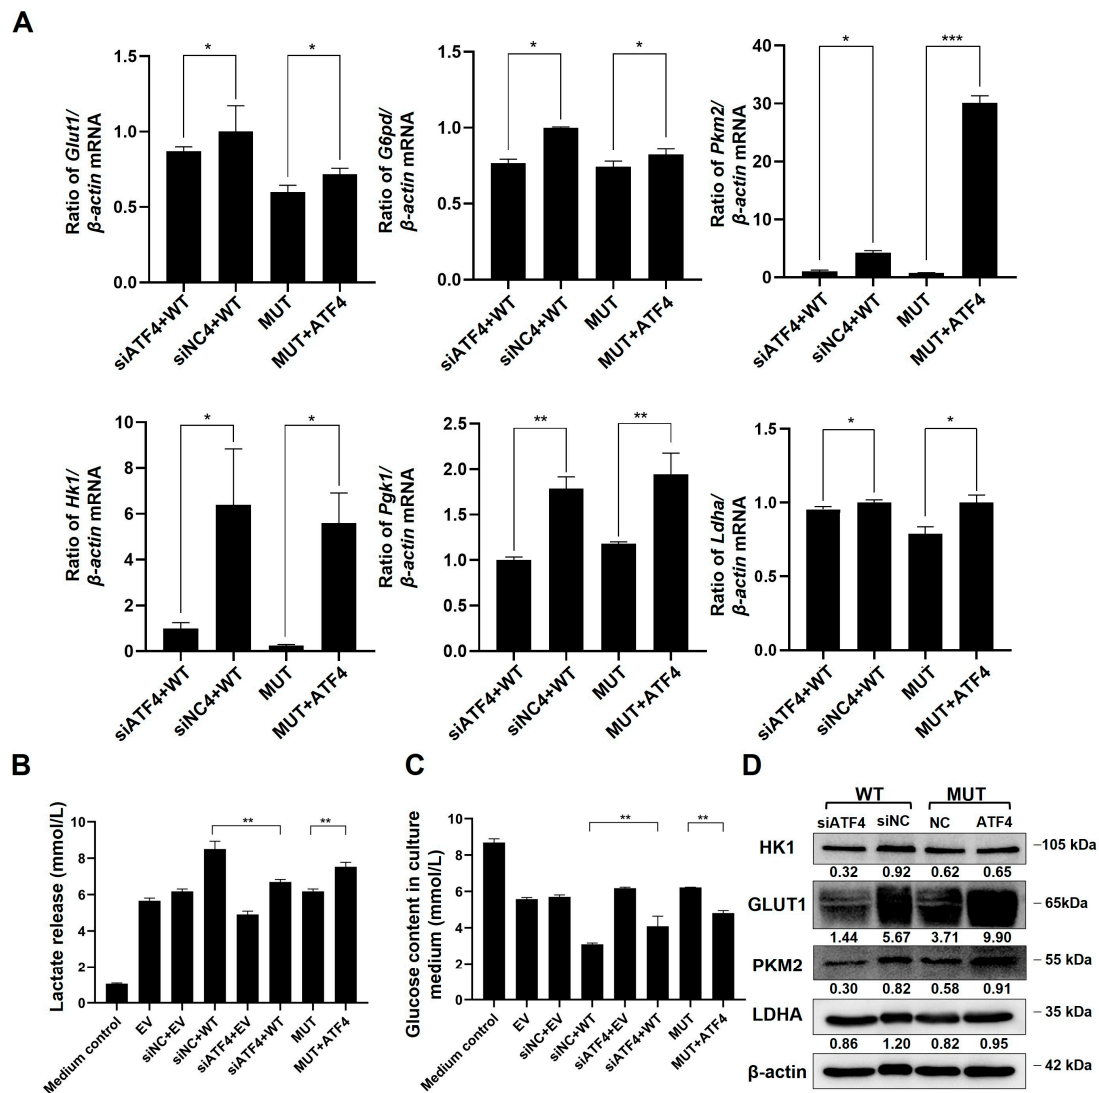 A
Ratio of Glut1/
β-actin mRNA
1.5
1.0
0.5
0.0
*
*
siATF4+WT
siNC4+WT
MUT
MUT+ATF4
Ratio of G6pd/
β-actin mRNA
1.5
1.0
0.5
0.0
*
*
siATF4+WT
siNC4+WT
MUT
MUT+ATF4
Ratio of Pkm2/
β-actin mRNA
40
30
20
10
0
*
***
siATF4+WT
siNC4+WT
MUT
MUT+ATF4
Ratio of Hk1/
β-actin mRNA
10
8
6
4
2
0
*
*
siATF4+WT
siNC4+WT
MUT
MUT+ATF4
Ratio of Pgk1/
β-actin mRNA
2.5
2.0
1.5
1.0
0.5
0.0
**
**
siATF4+WT
siNC4+WT
MUT
MUT+ATF4
Ratio of Ldha/
β-actin mRNA
1.5
1.0
0.5
0.0
*
*
siATF4+WT
siNC4+WT
MUT
MUT+ATF4
B
Lactate release (mmol/L)
10
8
6
4
2
0
**
**
Medium control
EV
siNC+EV
siNC+WT
siATF4+EV
siATF4+WT
MUT
MUT+ATF4
C
Glucose content in culture
medium (mmol/L)
10
8
6
4
2
0
**
**
Medium control
EV
siNC+EV
siNC+WT
siATF4+EV
siATF4+WT
MUT
MUT+ATF4
D
WT MUT
siATF4 siNC NC ATF4
HK1 105 kDa
0.32 0.92 0.62 0.65
GLUT1 65kDa
1.44 5.67 3.71 9.90
PKM2 55 kDa
0.30 0.82 0.58 0.91
LDHA 35 kDa
0.86 1.20 0.82 0.95
β-actin 42 kDa